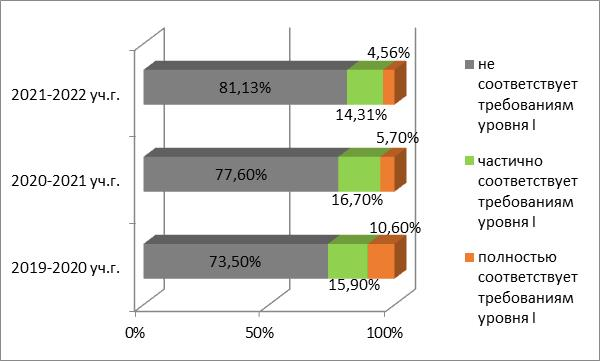 2021-2022 уч.г.
81,13%
14,31%
4,56%
2020-2021 уч.г.
77,60%
16,70%
5,70%
2019-2020 уч.г.
73,50%
15,90%
10,60%
0%
50%
100%
не
соответствует
требованиям
уровня I
частично
соответствует
требованиям
уровня I
полностью
соответствует
требованиям
уровня I